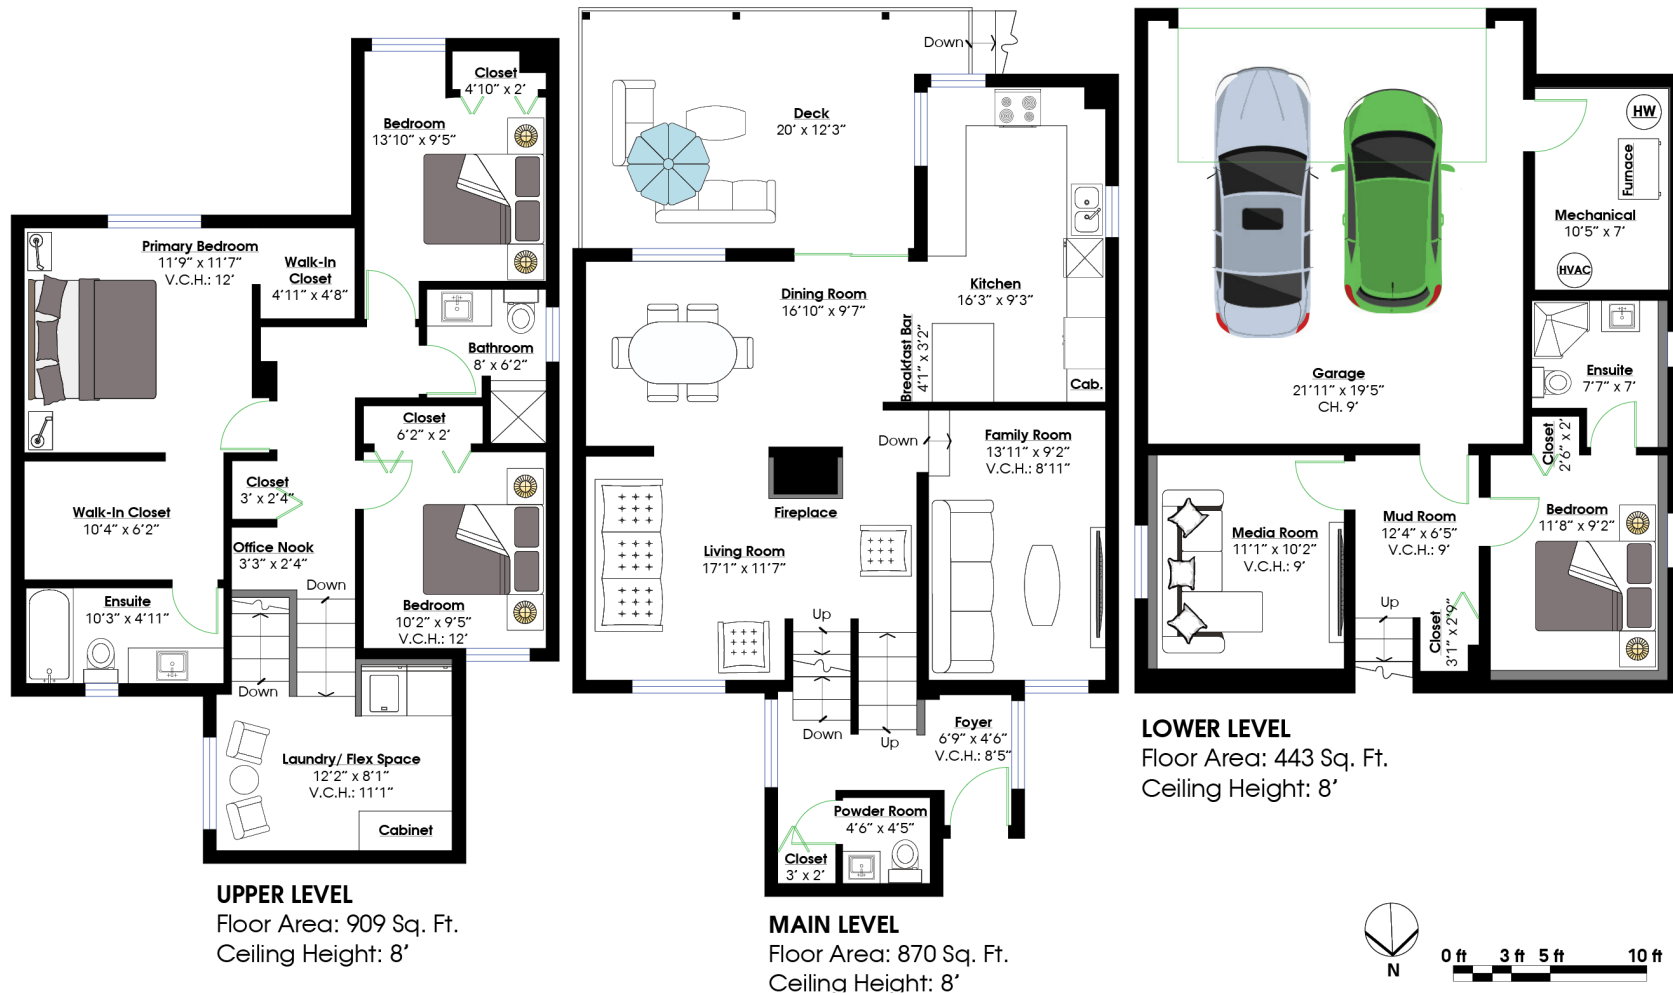 Closet
4'10" x 2'
Bedroom
13'10" x 9'5"
Primary Bedroom
11'9" x 11'7"
V.C.H.: 12'
Walk-In
Closet
4'11" x 4'8"
Bathroom
8' x 6'2"
Closet
6'2" x 2'
Closet
3' x 2'4"
Walk-In Closet
10'4" x 6'2"
Office Nook
3'3" x 2'4"
Down
Ensuite
10'3" x 4'11"
Bedroom
10'2" x 9'5"
V.C.H.: 12'
Down
Laundry/ Flex Space
12'2" x 8'1"
V.C.H.: 11'1"
Cabinet
UPPER LEVEL
Floor Area: 909 Sq. Ft.
Ceiling Height: 8'
Down
Deck
20' x 12'3"
Kitchen
16'3" x 9'3"
Dining Room
16'10" x 9'7"
Breakfast Bar
4'1" x 3'2"
Cab.
Down
Family Room
13'11" x 9'2"
V.C.H.: 8'11"
Fireplace
Living Room
17'1" x 11'7"
Up
Down
Up
Foyer
6'9" x 4'6"
V.C.H.: 8'5"
Powder Room
4'6" x 4'5"
Closet
3' x 2'
MAIN LEVEL
Floor Area: 870 Sq. Ft.
Ceiling Height: 8'
HW
Furnace
Mechanical
10'5" x 7'
HVAC
Garage
21'11" x 19'5"
CH. 9'
Ensuite
7'7" x 7'
Closet
2'6" x 2'
Bedroom
11'8" x 9'2"
Mud Room
12'4" x 6'5"
V.C.H.: 9'
Media Room
11'1" x 10'2"
V.C.H.: 9'
Up
Closet
3'1" x 2'9"
LOWER LEVEL
Floor Area: 443 Sq. Ft.
Ceiling Height: 8'
N
0 ft 3 ft 5 ft 10 ft